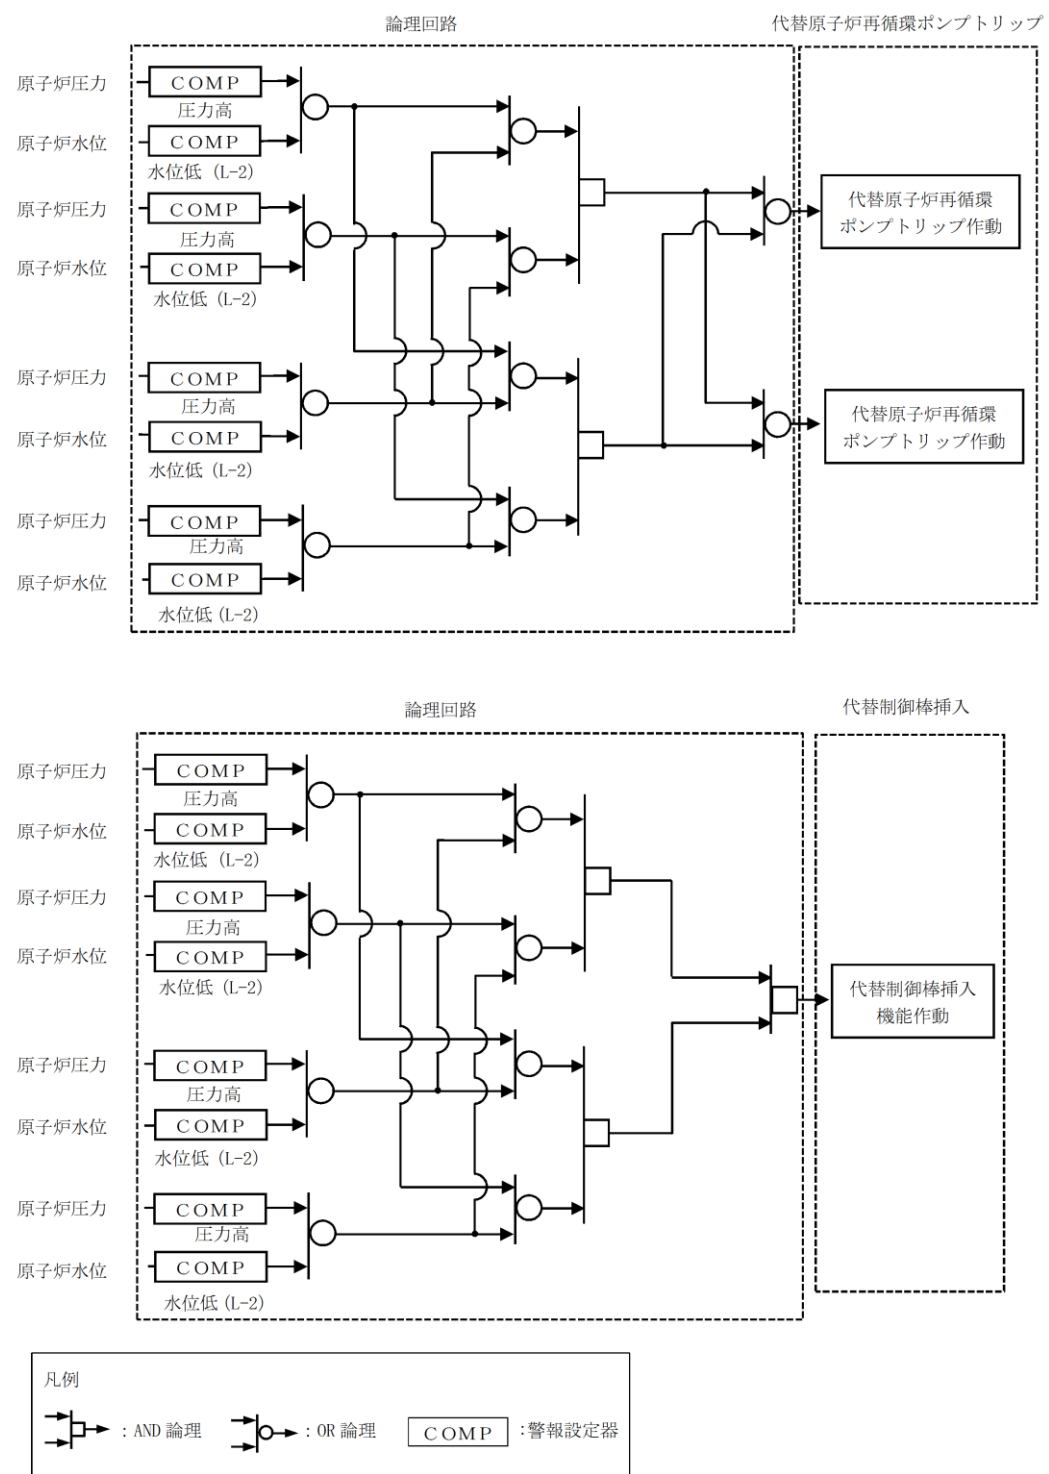 論理回路
代替原子炉再循環ポンプトリップ
原子炉圧力
COMP
圧力高
原子炉水位
COMP
水位低 (L-2)
原子炉圧力
COMP
圧力高
原子炉水位
COMP
水位低 (L-2)
代替原子炉再循環
ポンプトリップ作動
原子炉圧力
COMP
圧力高
原子炉水位
COMP
水位低 (L-2)
代替原子炉再循環
ポンプトリップ作動
原子炉圧力
COMP
圧力高
原子炉水位
COMP
水位低 (L-2)
論理回路
代替制御棒挿入
原子炉圧力
COMP
圧力高
原子炉水位
COMP
水位低 (L-2)
原子炉圧力
COMP
圧力高
原子炉水位
COMP
水位低 (L-2)
代替制御棒挿入
機能作動
原子炉圧力
COMP
圧力高
原子炉水位
COMP
水位低 (L-2)
原子炉圧力
COMP
圧力高
原子炉水位
COMP
水位低 (L-2)
凡例
：AND 論理
：OR 論理
COMP
：警報設定器